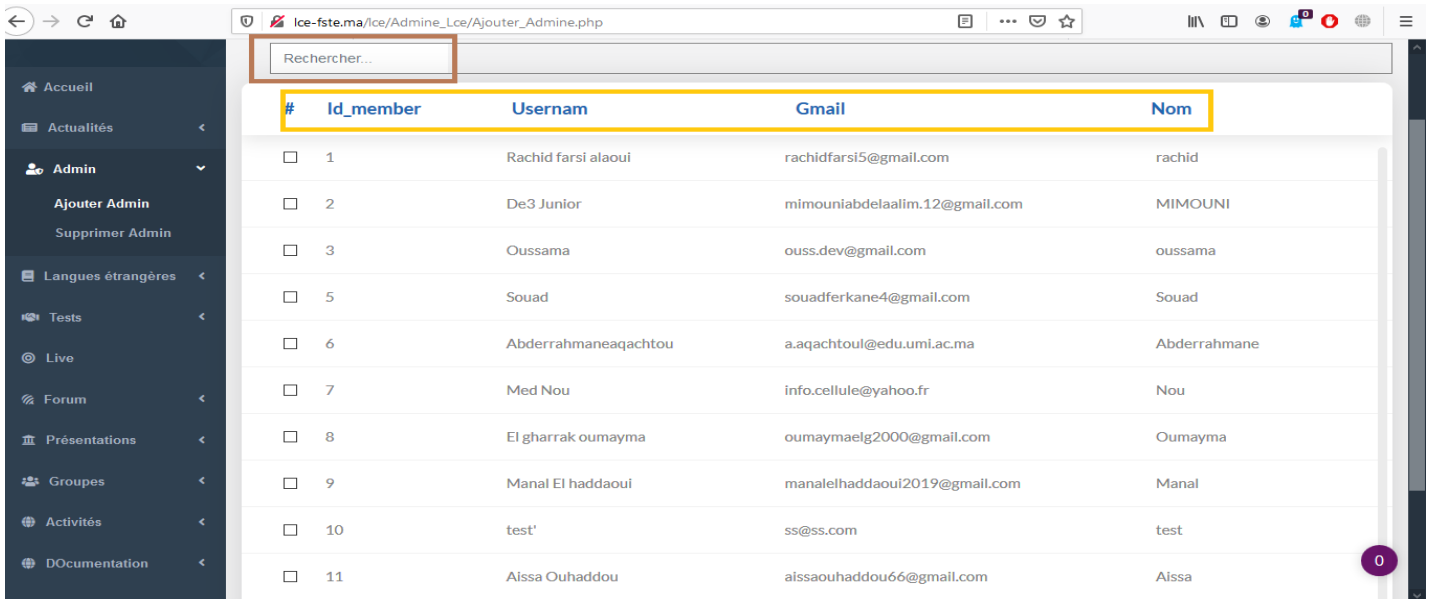 lce-fste.ma/lce/Admine_Lce/Ajouter_Admine.php
0
Accueil
Actualités
Admin
Ajouter Admin
Supprimer Admin
Langues étrangères
Tests
Live
Forum
Présentations
Groupes
Activités
DOcumentation
Rechercher...
# Id_member Usernam Gmail Nom
1 Rachid farsi alaoui rachidfarsi5@gmail.com rachid
2 De3 Junior mimouniabdelaalim.12@gmail.com MIMOUNI
3 Oussama ouss.dev@gmail.com oussama
5 Souad souadferkane4@gmail.com Souad
6 Abderrahmaneaqachtou a.aqachtoul@edu.umi.ac.ma Abderrahmane
7 Med Nou info.cellule@yahoo.fr Nou
8 El gharrak oumayma oumaymaelg2000@gmail.com Oumayma
9 Manal El haddaoui manalelhaddaoui2019@gmail.com Manal
10 test' ss@ss.com test
11 Aissa Ouhaddou aissaouhaddou66@gmail.com Aissa
0